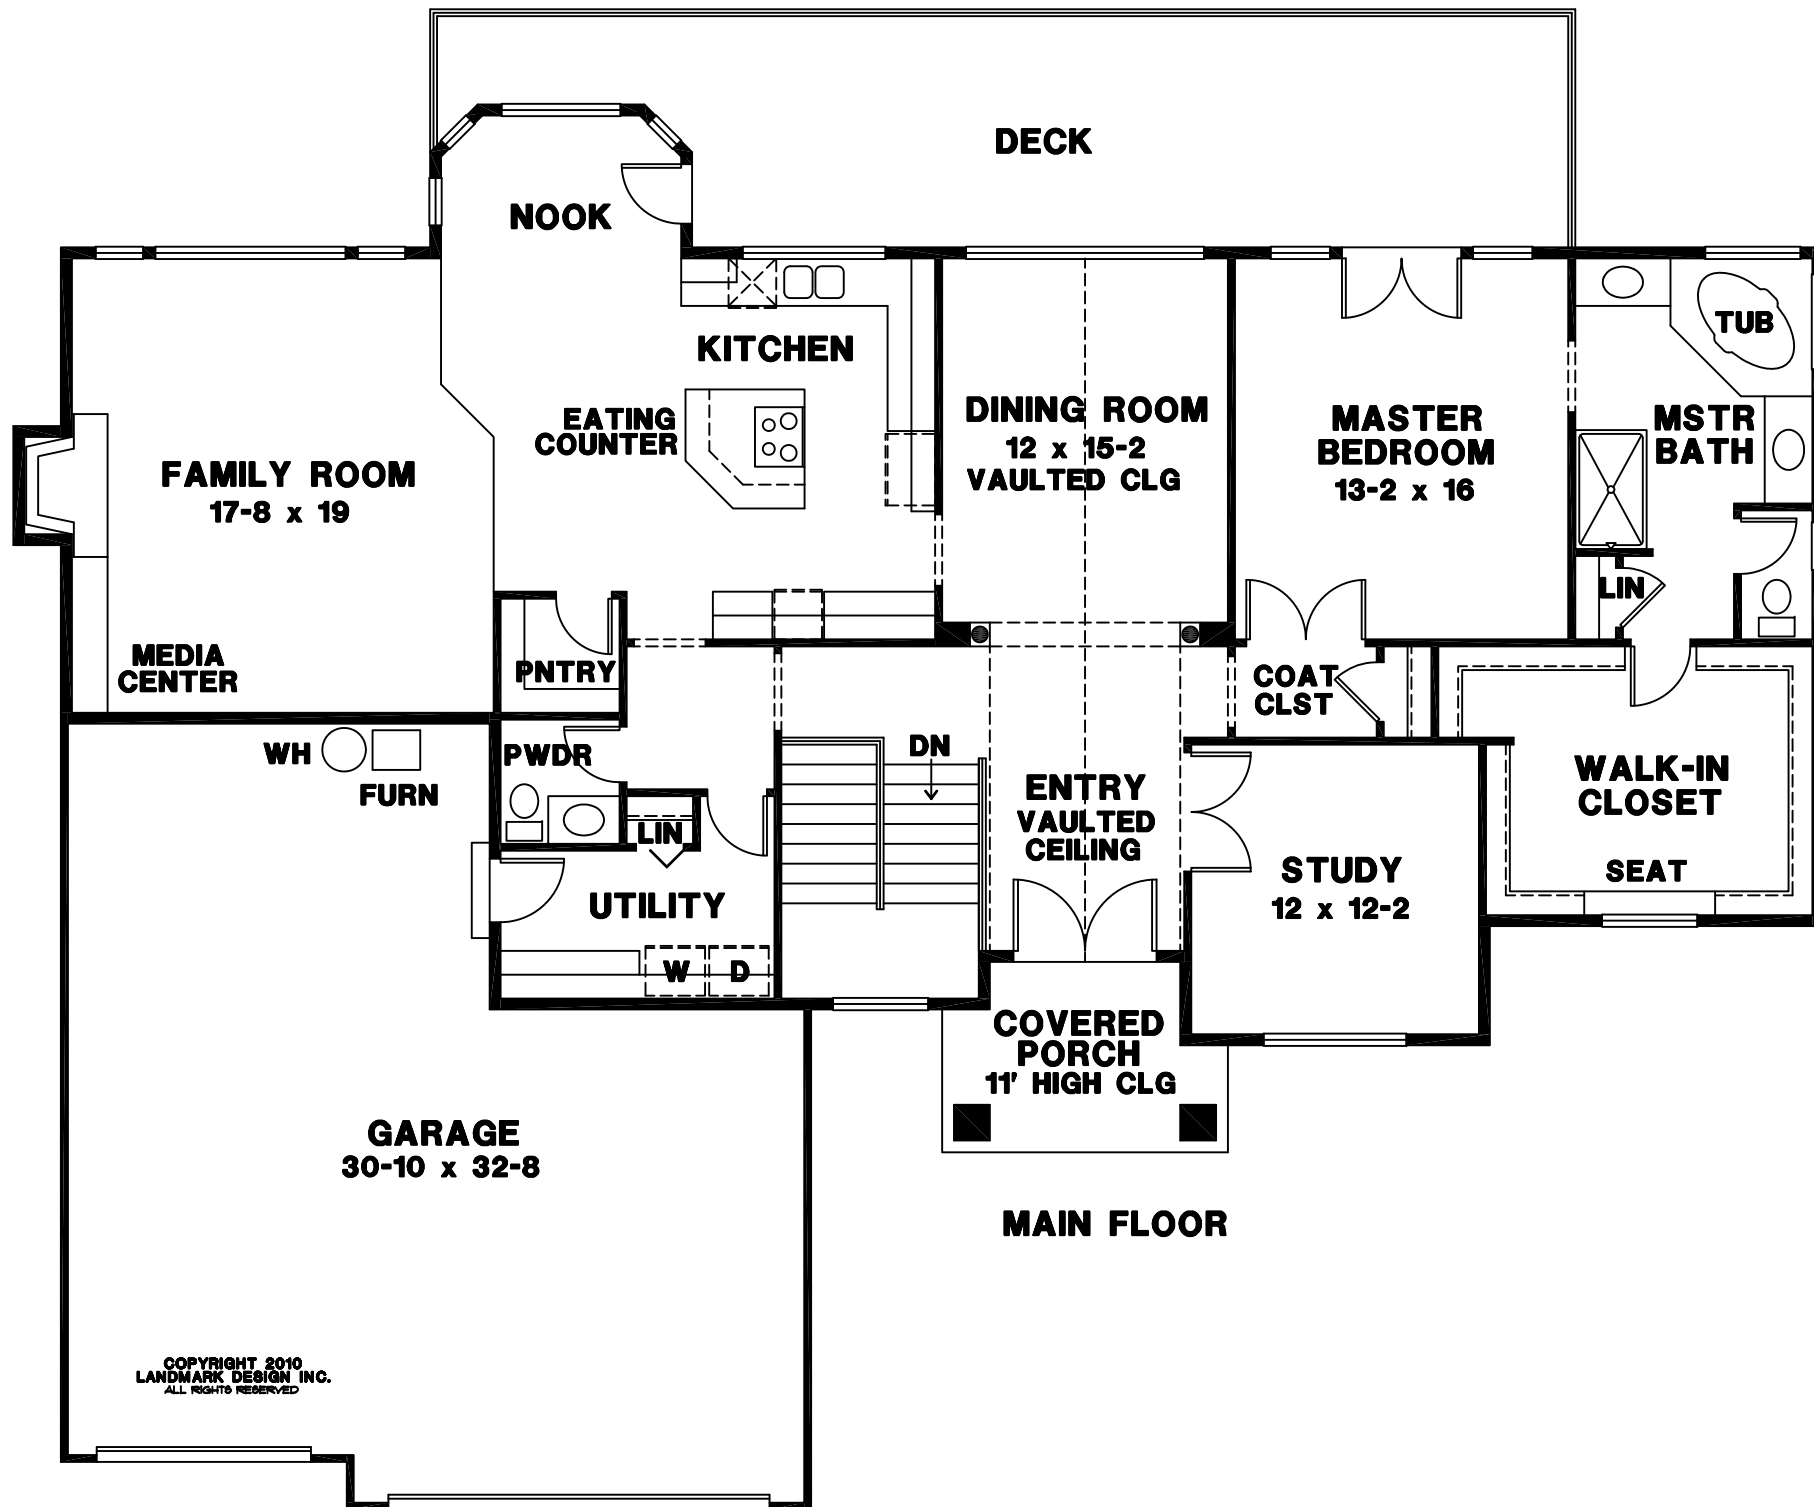 DECK
NOOK
KITCHEN
TUB
EATING
COUNTER
DINING ROOM
12 x 15-2
VAULTED CLG
MASTER
BEDROOM
13-2 x 16
MSTR
BATH
FAMILY ROOM
17-8 x 19
LIN
MEDIA
CENTER
PNTRY
COAT
CLST
WH
FURN
PWDR
DN
ENTRY
VAULTED
CEILING
WALK-IN
CLOSET
SEAT
LIN
UTILITY
STUDY
12 x 12-2
W
D
COVERED
PORCH
11' HIGH CLG
GARAGE
30-10 x 32-8
MAIN FLOOR
COPYRIGHT 2010
LANDMARK DESIGN INC.
ALL RIGHTS RESERVED